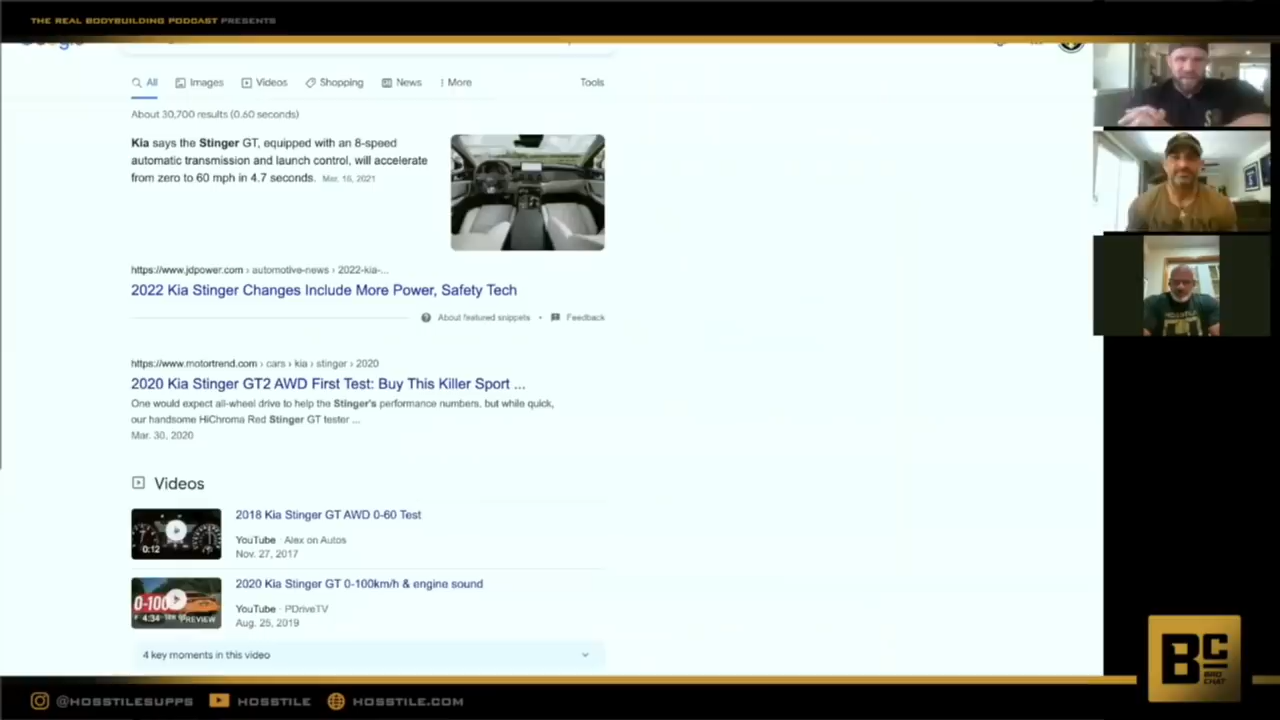 THE REAL BODYBUILDING PODCAST PRESENTS
Google
All Images Videos Shopping News More Tools
About 30,700 results (0.60 seconds)
Kia says the Stinger GT, equipped with an 8-speed
automatic transmission and launch control, will accelerate
from zero to 60 mph in 4.7 seconds. Mar. 16, 2021
https://www.jdpower.com › automotive-news › 2022-kia-...
2022 Kia Stinger Changes Include More Power, Safety Tech
About featured snippets • Feedback
https://www.motortrend.com › cars › kia › stinger › 2020
2020 Kia Stinger GT2 AWD First Test: Buy This Killer Sport ...
One would expect all-wheel drive to help the Stinger's performance numbers, but while quick,
our handsome HiChroma Red Stinger GT tester ...
Mar. 30, 2020
Videos
2018 Kia Stinger GT AWD 0-60 Test
0:12
YouTube · Alex on Autos
Nov. 27, 2017
2020 Kia Stinger GT 0-100km/h & engine sound
0-100
4:34
PREVIEW
YouTube · PDriveTV
Aug. 25, 2019
4 key moments in this video
BC
BRO
CHAT
@HOSSTILESUPPS HOSSTILE HOSSTILE.COM